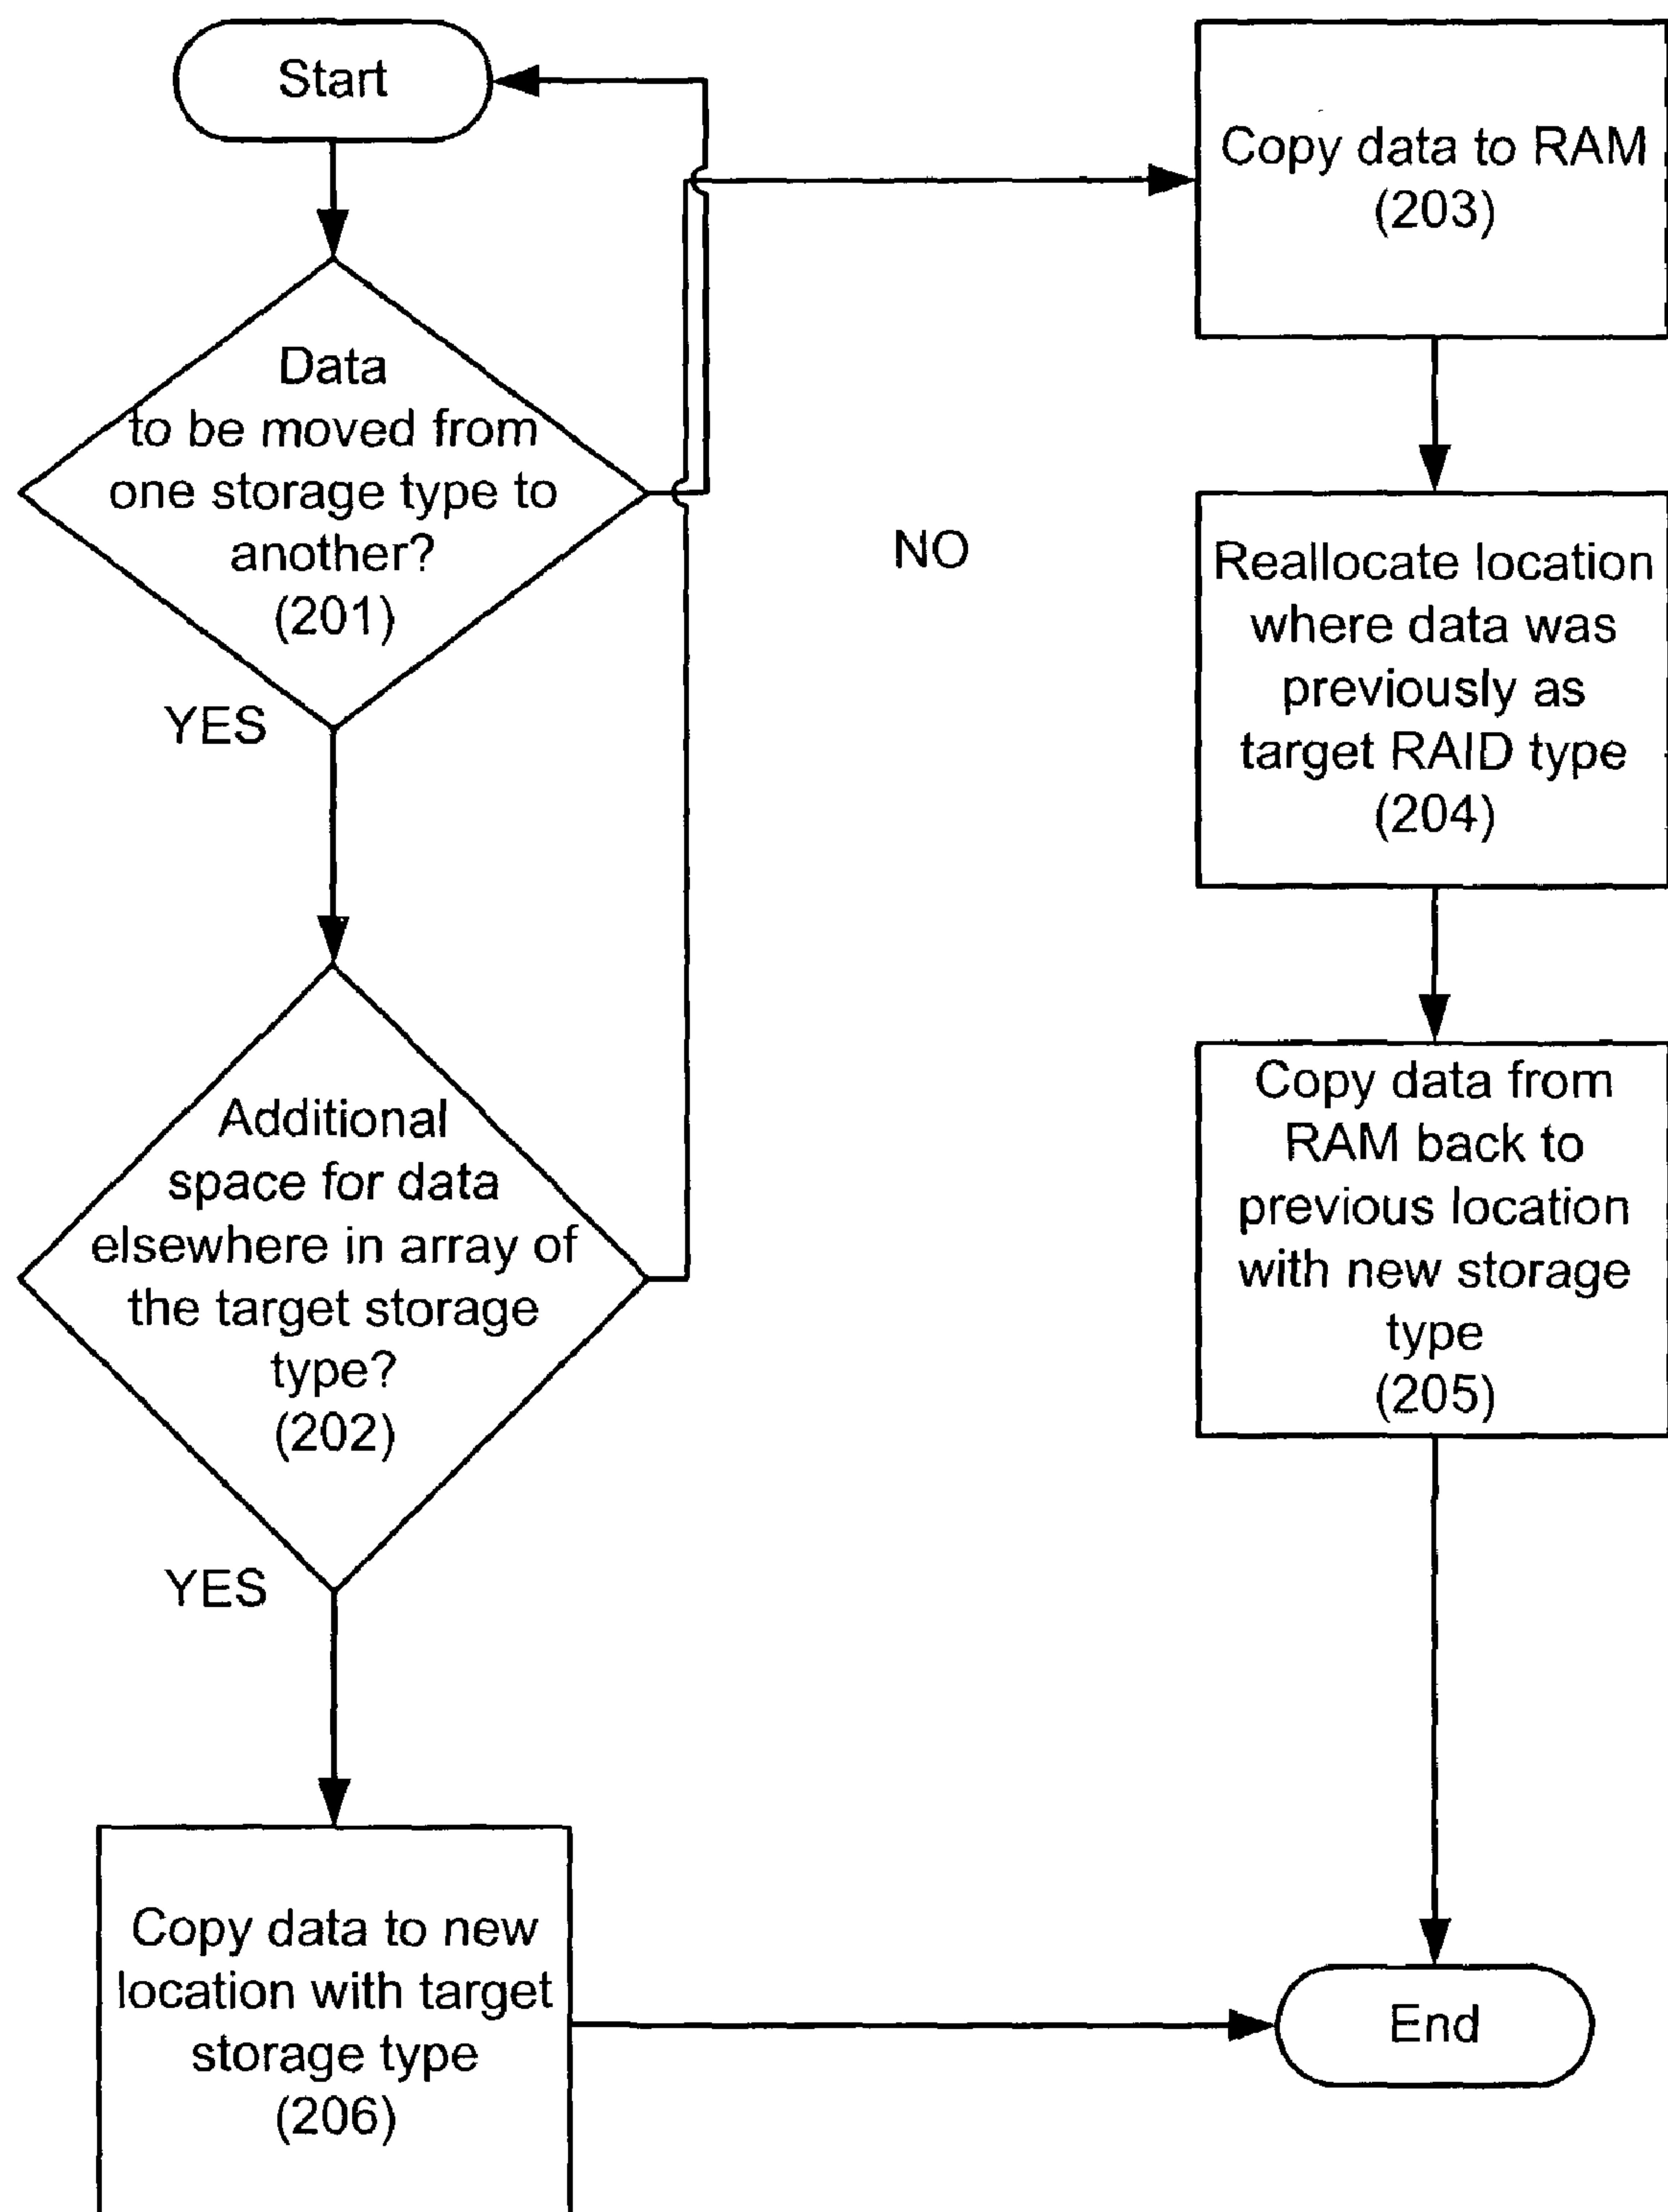 Start
Data
to be moved from
one storage type to
another?
(201)
YES
Additional
space for data
elsewhere in array of
the target storage
type?
(202)
YES
Copy data to new
location with target
storage type
(206)
NO
Copy data to RAM
(203)
Reallocate location
where data was
previously as
target RAID type
(204)
Copy data from
RAM back to
previous location
with new storage
type
(205)
End